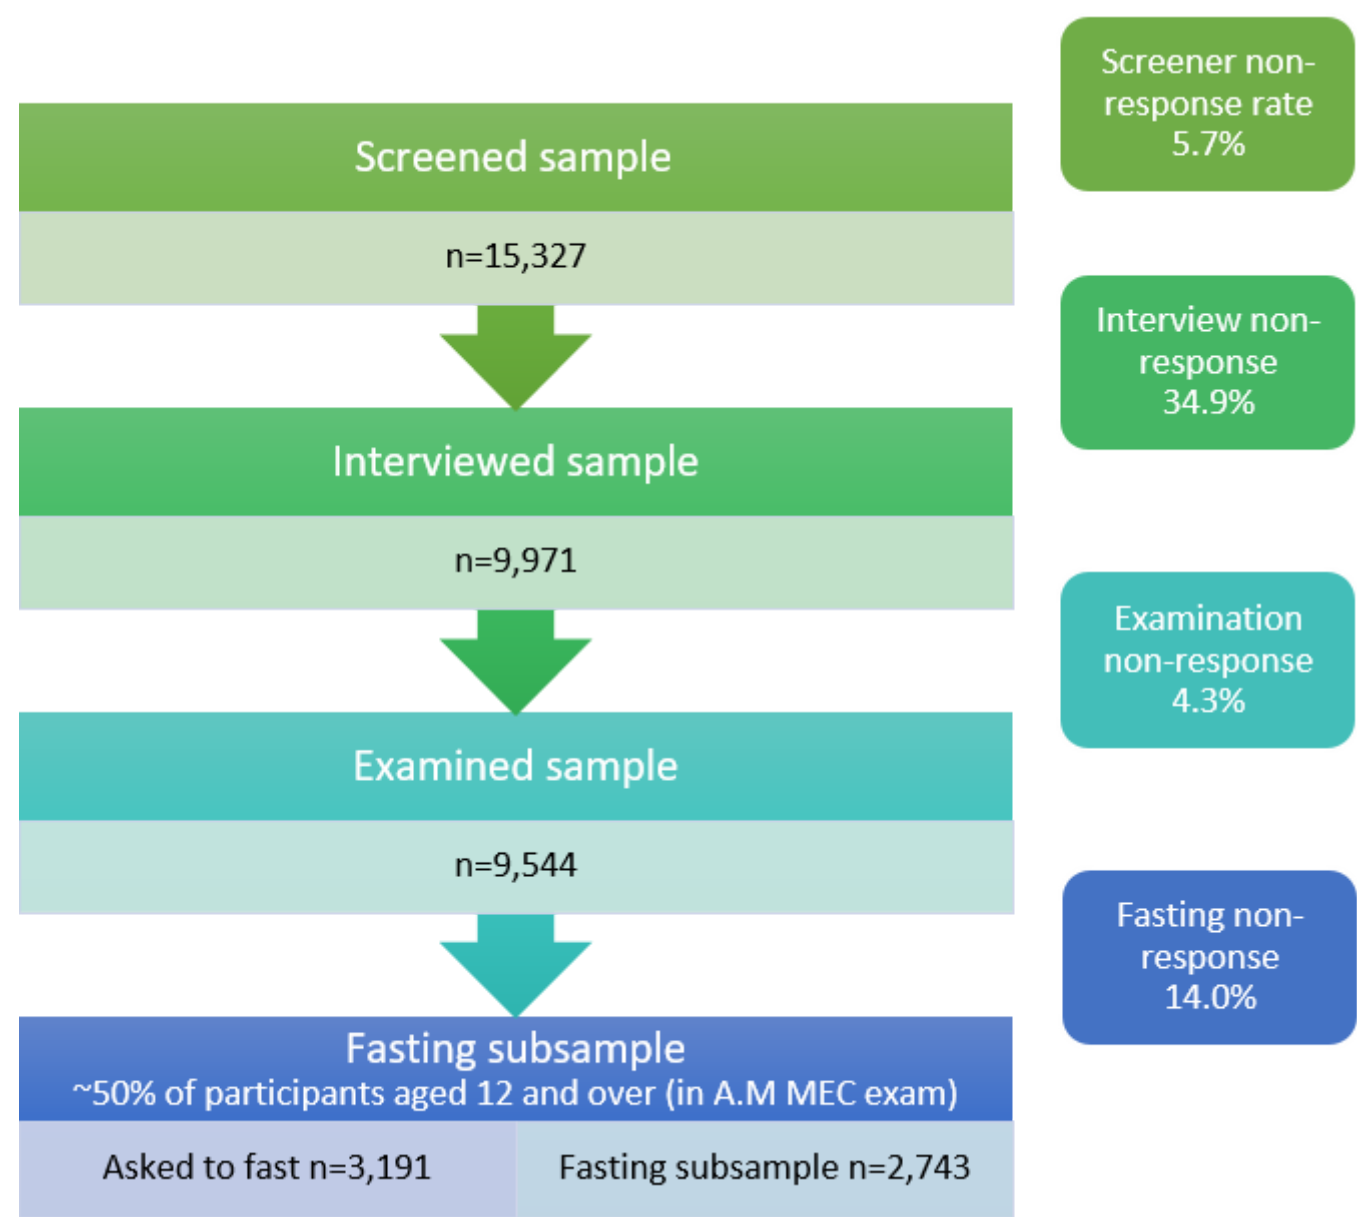 Screener non-
response rate
5.7%
Screened sample
n=15,327
Interview non-
response
34.9%
Interviewed sample
n=9,971
Examination
non-response
4.3%
Examined sample
n=9,544
Fasting non-
response
14.0%
Fasting subsample
~50% of participants aged 12 and over (in A.M MEC exam)
Asked to fast n=3,191
Fasting subsample n=2,743